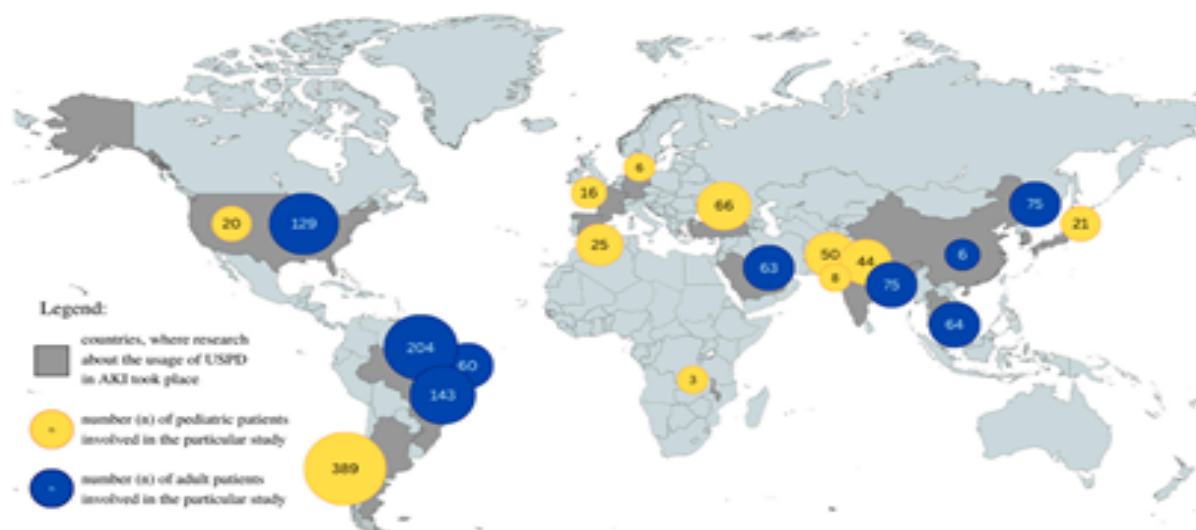 6
16
66
25
20
129
75
21
50
44
8
6
63
75
64
204
60
143
3
389
Legend:
countries, where research
about the usage of USPD
in AKI took place
number (n) of pediatric patients
involved in the particular study
number (n) of adult patients
involved in the particular study